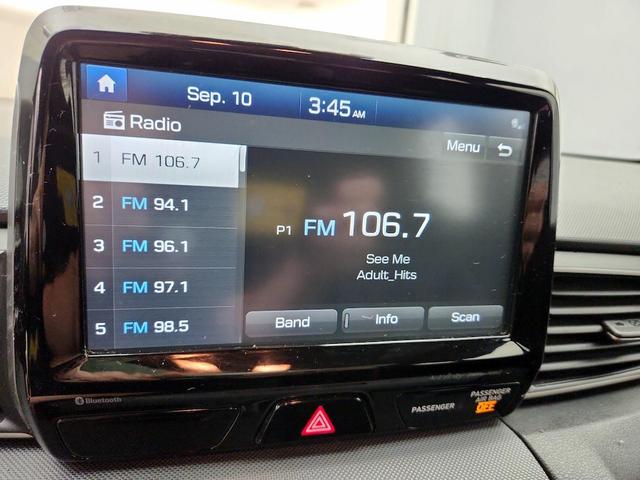 Sep. 10
3:45 AM
Radio
Menu
1 FM 106.7
2 FM 94.1
3 FM 96.1
4 FM 97.1
5 FM 98.5
P1 FM 106.7
See Me
Adult_Hits
Band
Info
Scan
Bluetooth
PASSENGER
PASSENGER
AIR BAG
OFF